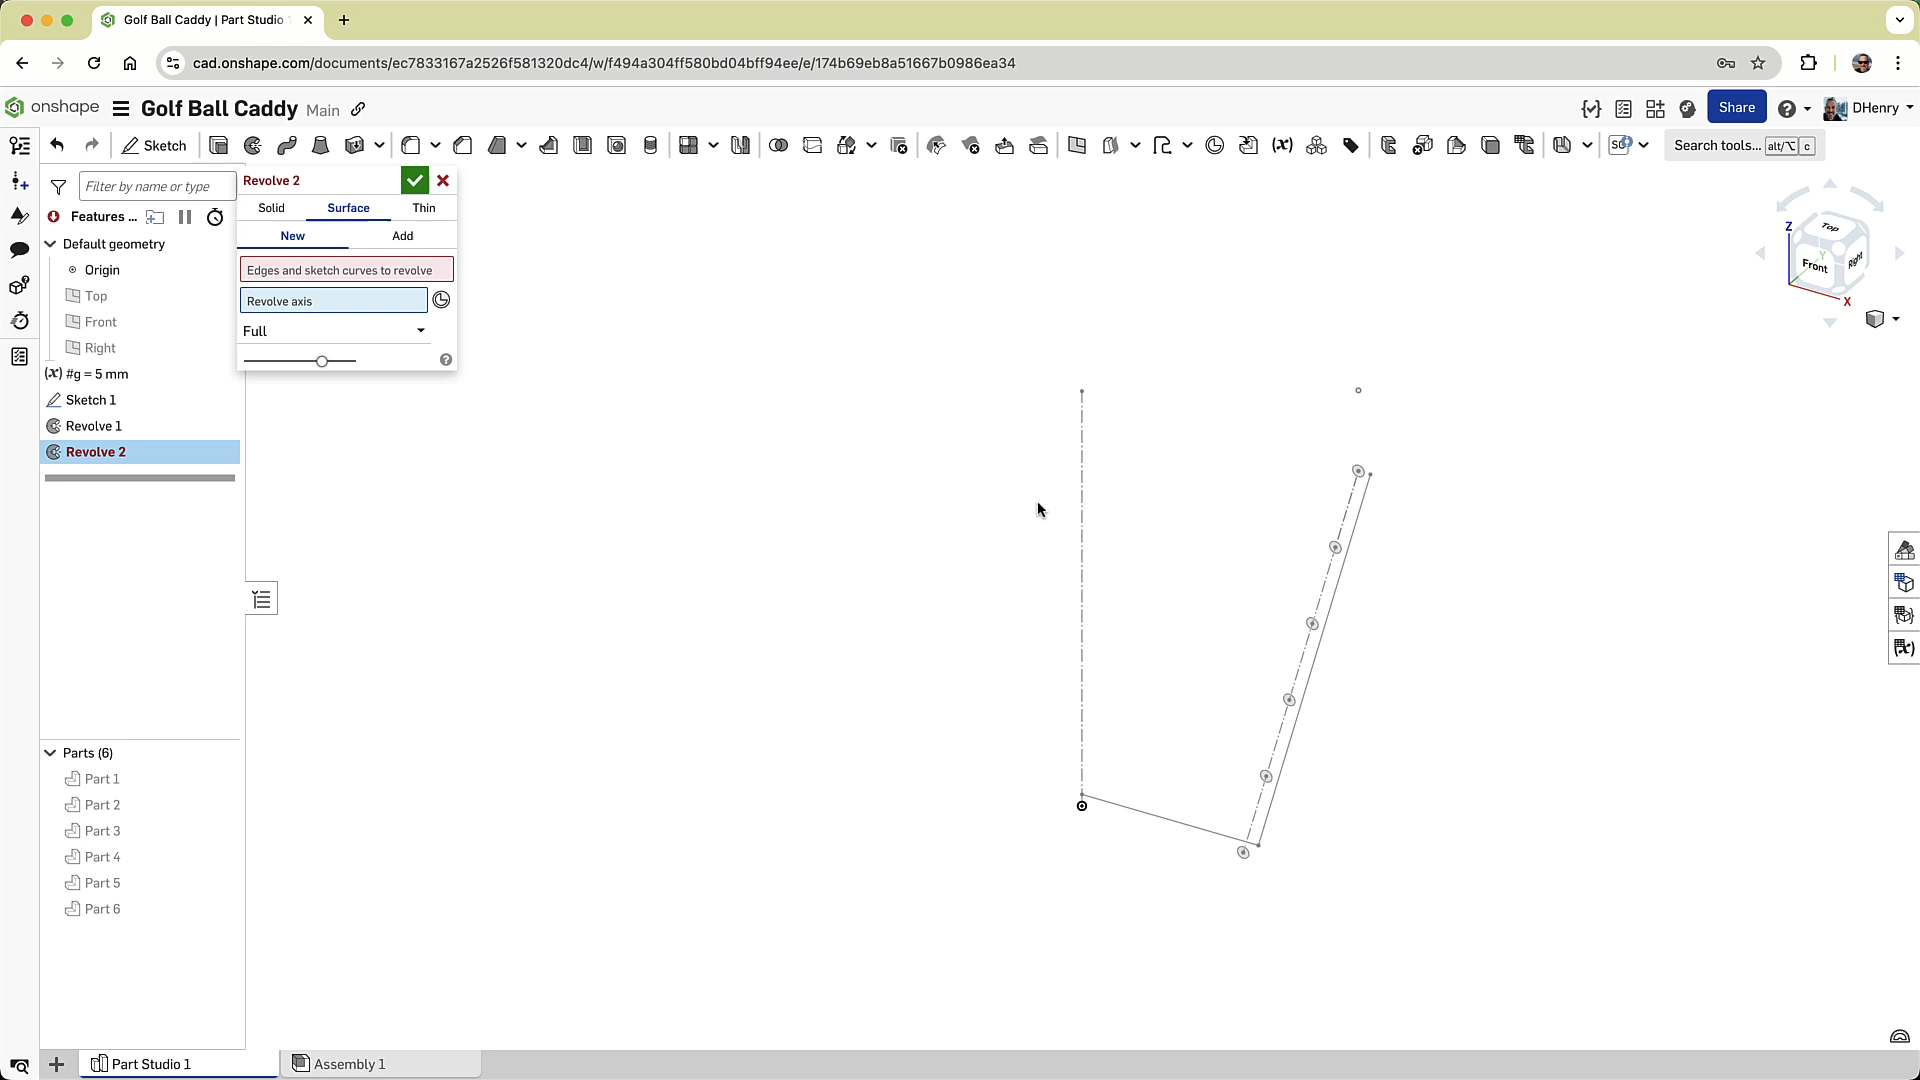 Golf Ball Caddy | Part Studio
cad.onshape.com/documents/ec7833167a2526f581320dc4/w/f494a304ff580bd04bff94ee/e/174b69eb8a51667b0986ea34
onshape
Golf Ball Caddy
Main
Share
DHenry
Sketch
(x)
Search tools...
alt/⌥
c
Filter by name or type
Revolve 2
Solid
Surface
Thin
New
Add
Edges and sketch curves to revolve
Revolve axis
Full
Features ...
Default geometry
Origin
Top
Front
Right
(x) #g = 5 mm
Sketch 1
Revolve 1
Revolve 2
Z
Top
Front
Right
Y
X
(x)
Parts (6)
Part 1
Part 2
Part 3
Part 4
Part 5
Part 6
Part Studio 1
Assembly 1